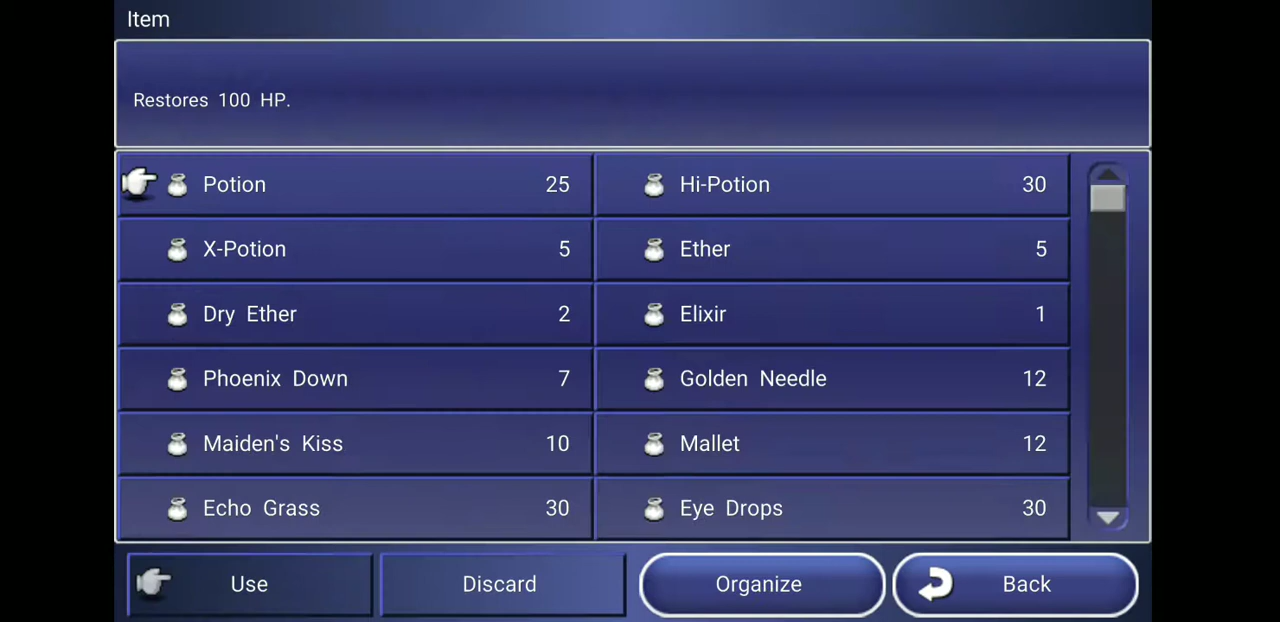 Item
Restores 100 HP.
Potion 25 Hi-Potion 30
X-Potion 5 Ether 5
Dry Ether 2 Elixir 1
Phoenix Down 7 Golden Needle 12
Maiden's Kiss 10 Mallet 12
Echo Grass 30 Eye Drops 30
Use Discard Organize Back